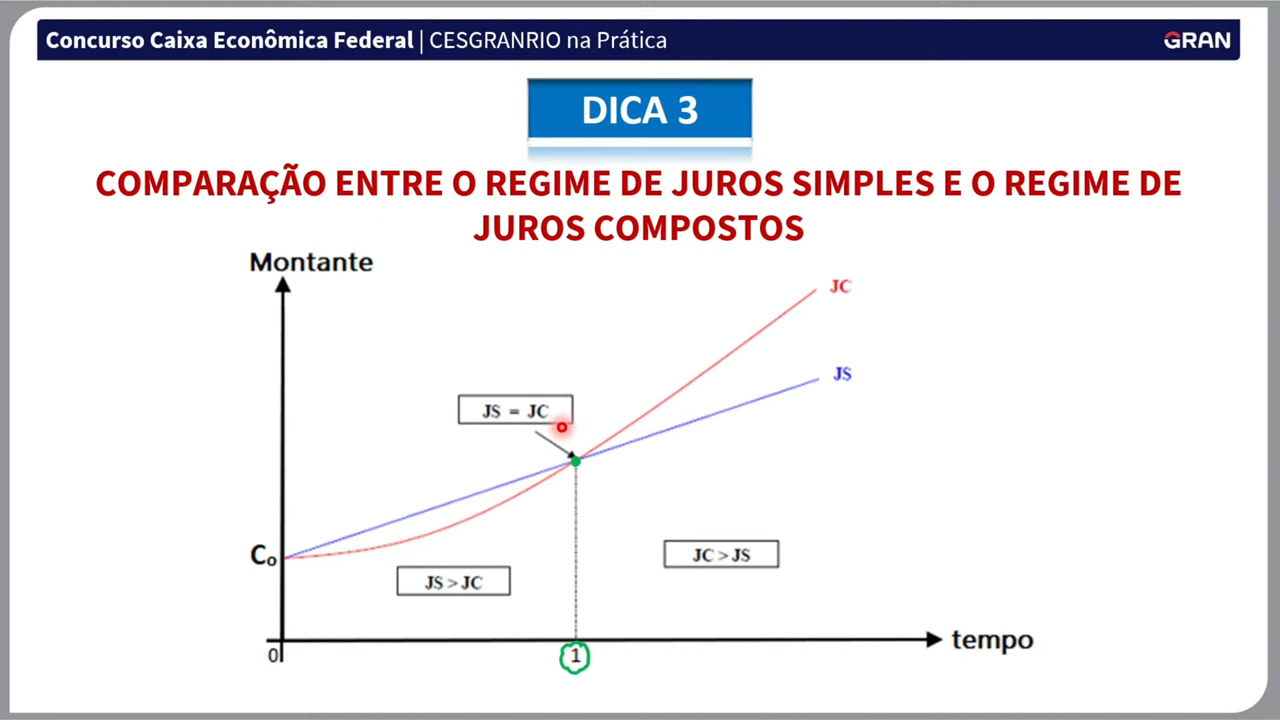 Concurso Caixa Econômica Federal | CESGRANRIO na Prática
GRAN
DICA 3
COMPARAÇÃO ENTRE O REGIME DE JUROS SIMPLES E O REGIME DE
JUROS COMPOSTOS
Montante
JC
JS
JS = JC
Co
JC > JS
JS > JC
tempo
0
1